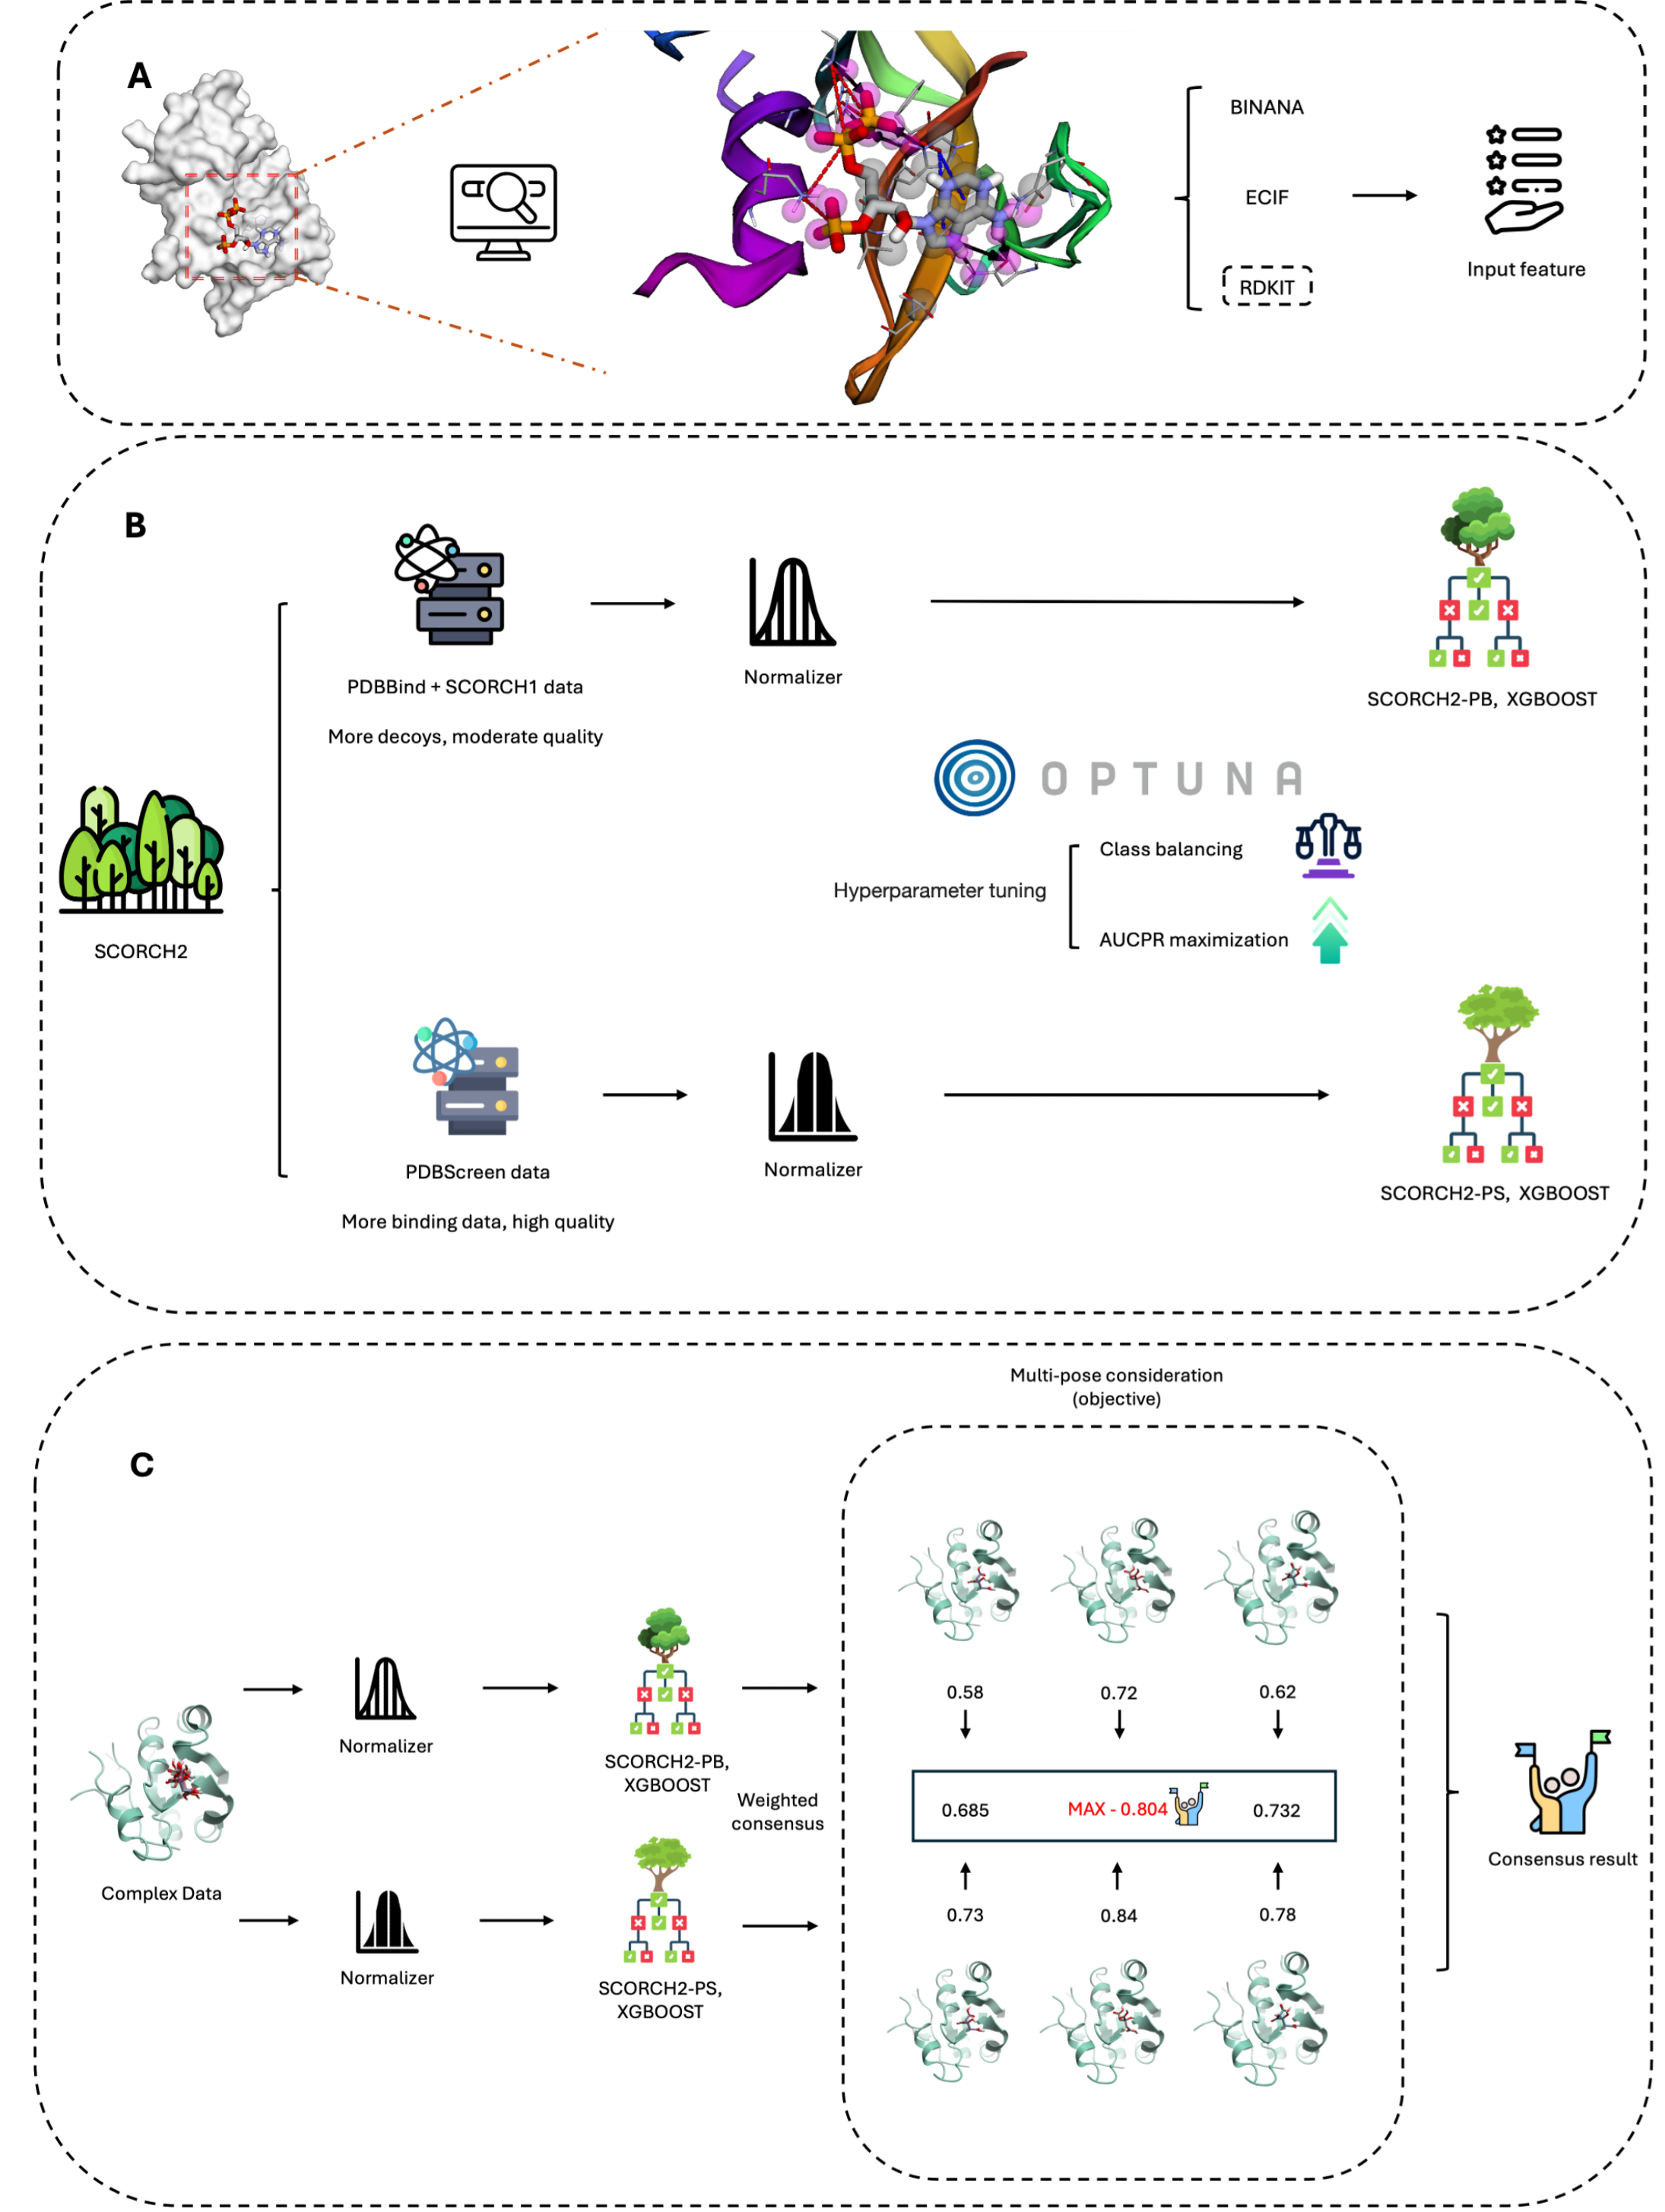 A
BINANA
ECIF
RDKIT
Input feature
B
PDBBind + SCORCH1 data
More decoys, moderate quality
Normalizer
SCORCH2-PB, XGBOOST
OPTUNA
Class balancing
Hyperparameter tuning
AUCPR maximization
SCORCH2
PDBScreen data
More binding data, high quality
Normalizer
SCORCH2-PS, XGBOOST
Multi-pose consideration
(objective)
C
0.58 0.72 0.62
Normalizer
SCORCH2-PB,
XGBOOST
Weighted
consensus
0.685 MAX - 0.804 0.732
Consensus result
Complex Data
0.73 0.84 0.78
Normalizer
SCORCH2-PS,
XGBOOST